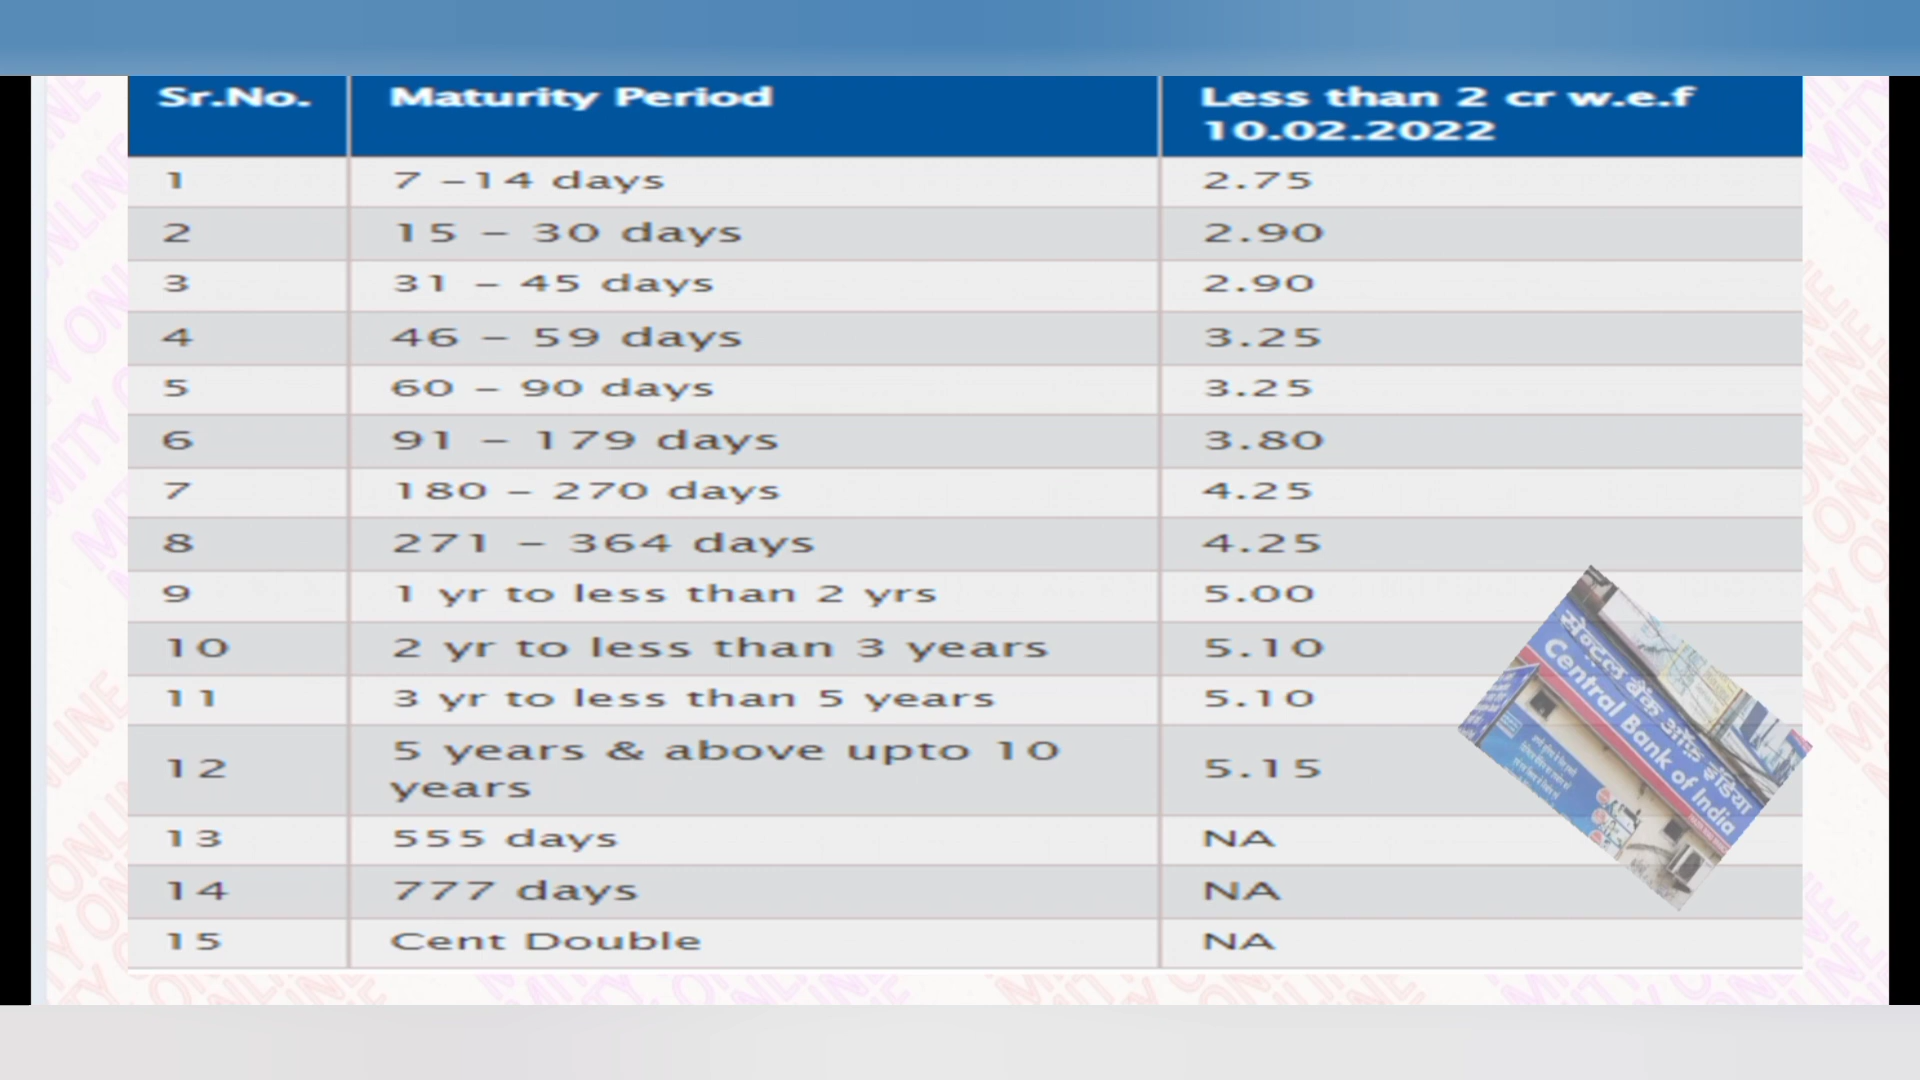 Sr.No. Maturity Period Less than 2 cr w.e.f
10.02.2022
1 7 –14 days 2.75
2 15 – 30 days 2.90
3 31 – 45 days 2.90
4 46 – 59 days 3.25
5 60 – 90 days 3.25
6 91 – 179 days 3.80
7 180 – 270 days 4.25
8 271 – 364 days 4.25
9 1 yr to less than 2 yrs 5.00
10 2 yr to less than 3 years 5.10
11 3 yr to less than 5 years 5.10
12 5 years & above upto 10 5.15
years
13 555 days NA
14 777 days NA
15 Cent Double NA
सेन्ट्रल बैंक ऑफ इंडिया
Central Bank of India
MITY ONLINE